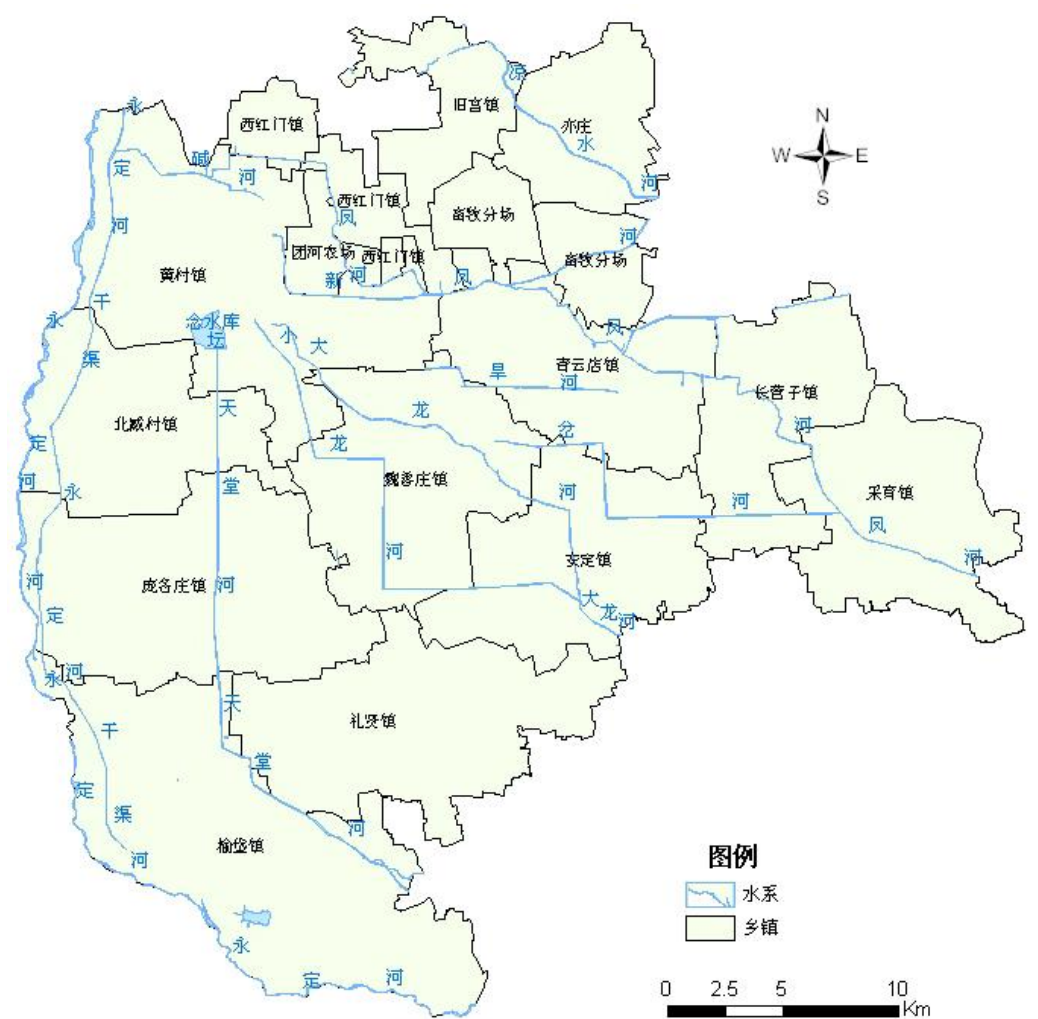 凉
水
河
旧宫镇
亦庄
西红门镇
永
定
河
干
渠
碱
河
西红门镇
凤
河
畜牧分场
N
W
E
S
团河农场
西红门镇
新
凤
河
畜牧分场
黄村镇
念水库
坛
小
大
龙
龙
河
河
凤
青云店镇
旱
河
长营子镇
河
永
定
河
北臧村镇
天
堂
河
岔
河
魏善庄镇
采育镇
河
凤
河
永
河
定
河
庞各庄镇
安定镇
大
龙
河
永
干
渠
定
河
天
堂
河
礼贤镇
榆垡镇
永
定
河
图例
水系
乡镇
0
2.5
5
10
Km